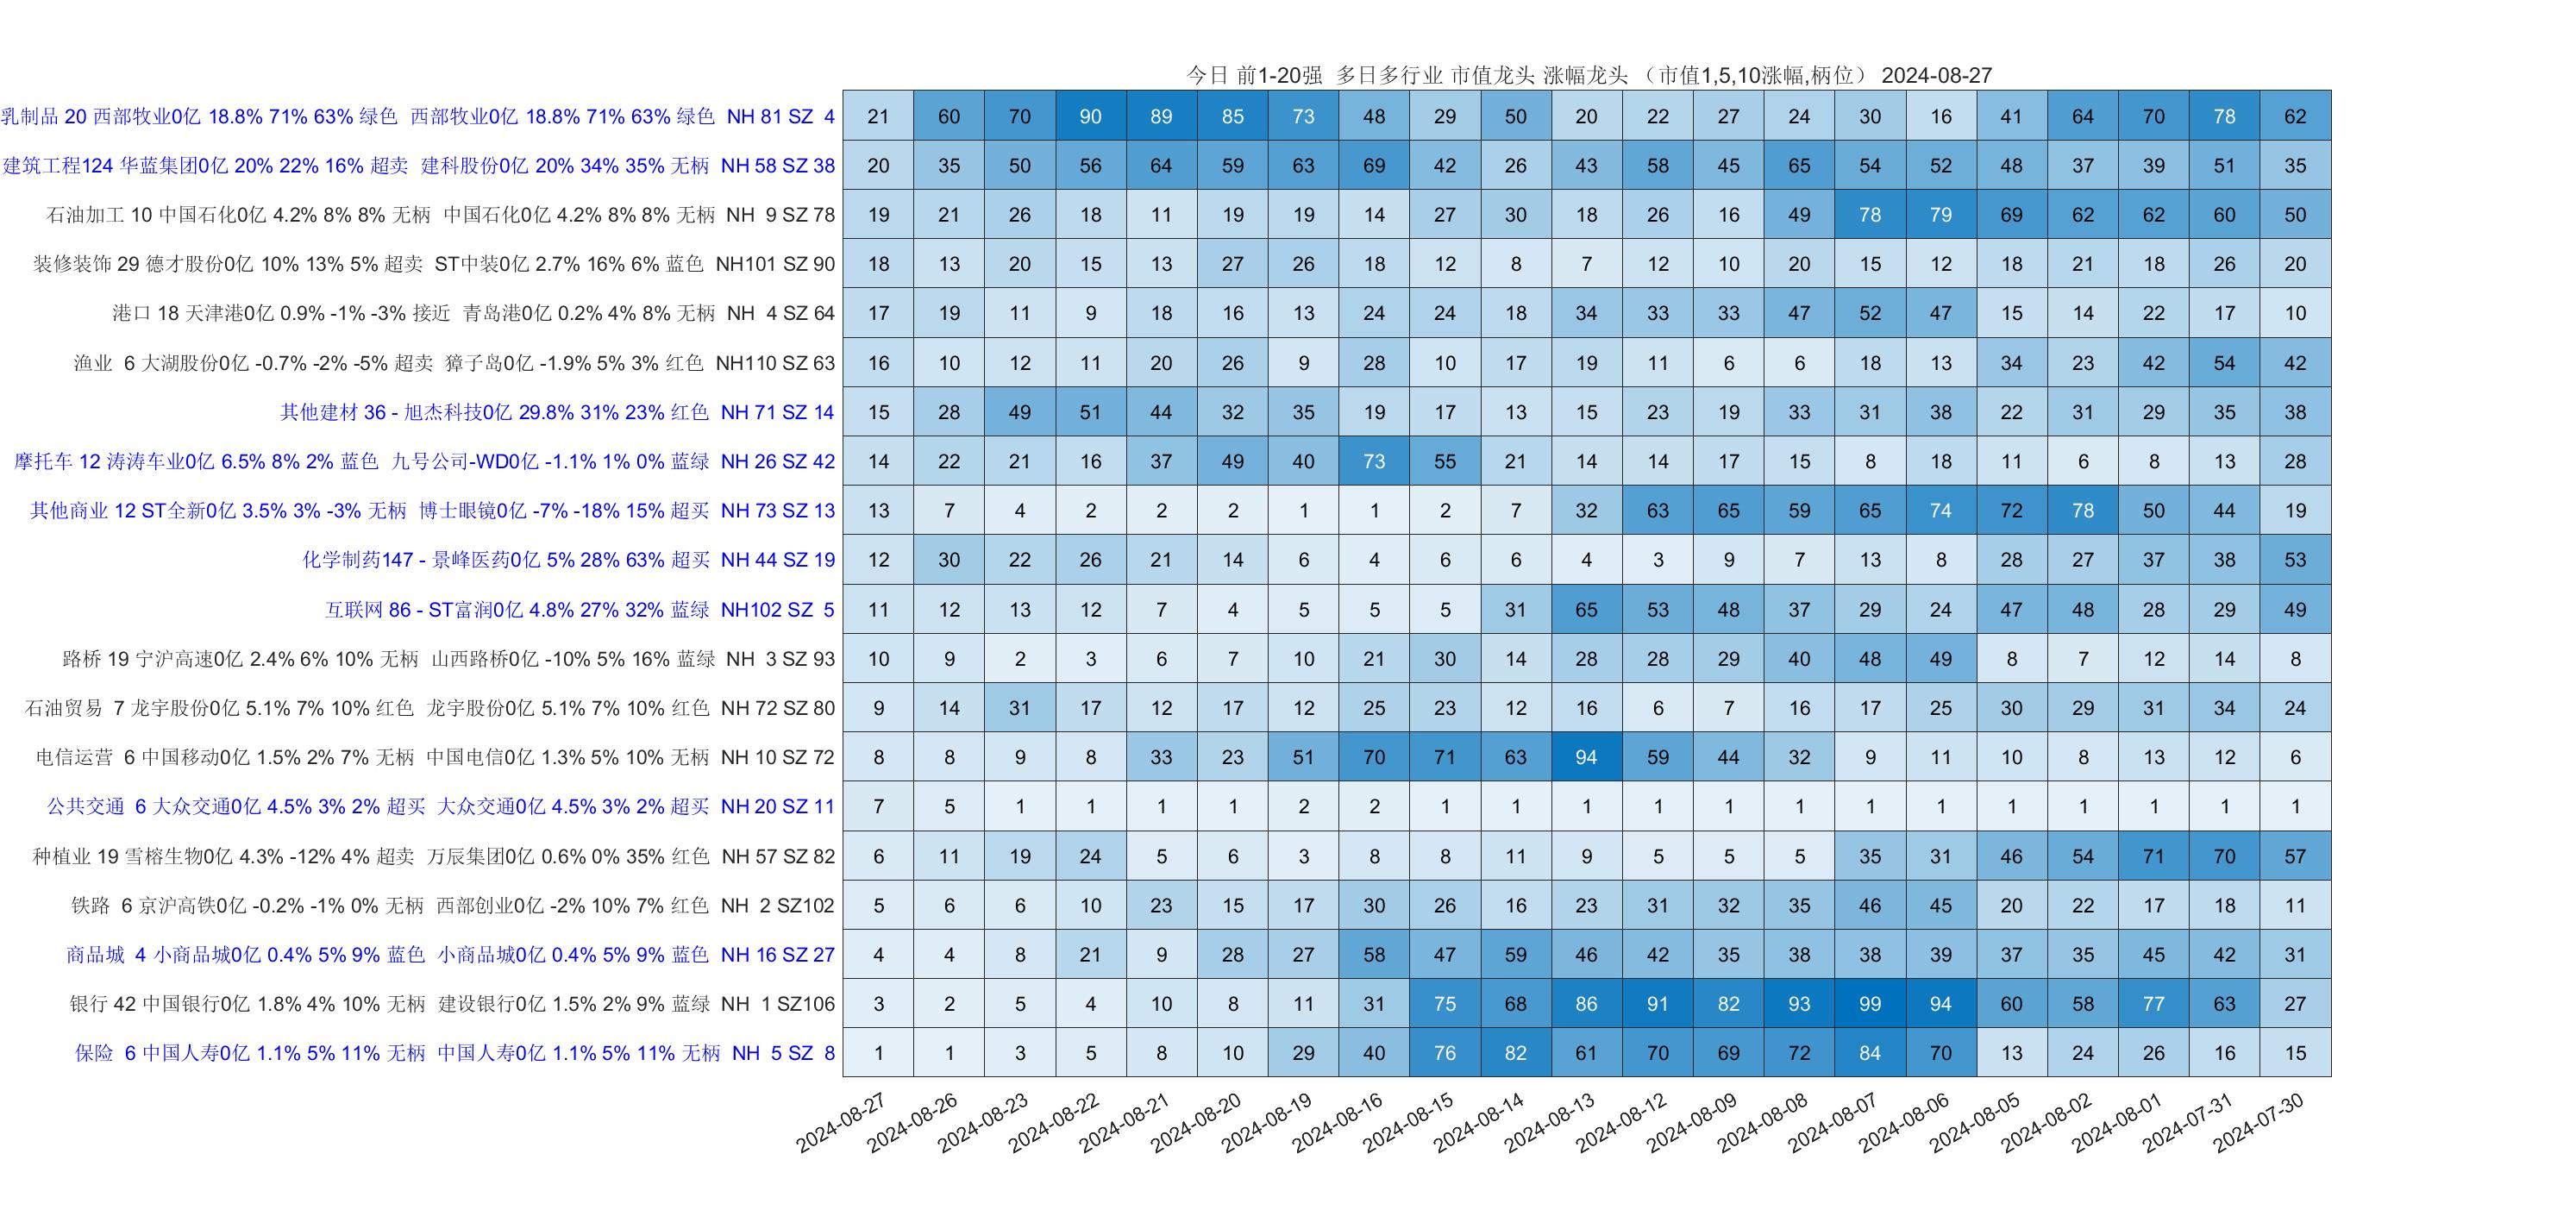 今日 前1-20强 多日多行业 市值龙头 涨幅龙头 （市值1,5,10涨幅,柄位） 2024-08-27
乳制品 20 西部牧业0亿 18.8% 71% 63% 绿色 西部牧业0亿 18.8% 71% 63% 绿色 NH 81 SZ 4 21 60 70 90 89 85 73 48 29 50 20 22 27 24 30 16 41 64 70 78 62
建筑工程124 华蓝集团0亿 20% 22% 16% 超卖 建科股份0亿 20% 34% 35% 无柄 NH 58 SZ 38 20 35 50 56 64 59 63 69 42 26 43 58 45 65 54 52 48 37 39 51 35
石油加工 10 中国石化0亿 4.2% 8% 8% 无柄 中国石化0亿 4.2% 8% 8% 无柄 NH 9 SZ 78 19 21 26 18 11 19 19 14 27 30 18 26 16 49 78 79 69 62 62 60 50
装修装饰 29 德才股份0亿 10% 13% 5% 超卖 ST中装0亿 2.7% 16% 6% 蓝色 NH101 SZ 90 18 13 20 15 13 27 26 18 12 8 7 12 10 20 15 12 18 21 18 26 20
港口 18 天津港0亿 0.9% -1% -3% 接近 青岛港0亿 0.2% 4% 8% 无柄 NH 4 SZ 64 17 19 11 9 18 16 13 24 24 18 34 33 33 47 52 47 15 14 22 17 10
渔业 6 大湖股份0亿 -0.7% -2% -5% 超卖 獐子岛0亿 -1.9% 5% 3% 红色 NH110 SZ 63 16 10 12 11 20 26 9 28 10 17 19 11 6 6 18 13 34 23 42 54 42
其他建材 36 - 旭杰科技0亿 29.8% 31% 23% 红色 NH 71 SZ 14 15 28 49 51 44 32 35 19 17 13 15 23 19 33 31 38 22 31 29 35 38
摩托车 12 涛涛车业0亿 6.5% 8% 2% 蓝色 九号公司-WD0亿 -1.1% 1% 0% 蓝绿 NH 26 SZ 42 14 22 21 16 37 49 40 73 55 21 14 14 17 15 8 18 11 6 8 13 28
其他商业 12 ST全新0亿 3.5% 3% -3% 无柄 博士眼镜0亿 -7% -18% 15% 超买 NH 73 SZ 13 13 7 4 2 2 2 1 1 2 7 32 63 65 59 65 74 72 78 50 44 19
化学制药147 - 景峰医药0亿 5% 28% 63% 超买 NH 44 SZ 19 12 30 22 26 21 14 6 4 6 6 4 3 9 7 13 8 28 27 37 38 53
互联网 86 - ST富润0亿 4.8% 27% 32% 蓝绿 NH102 SZ 5 11 12 13 12 7 4 5 5 5 31 65 53 48 37 29 24 47 48 28 29 49
路桥 19 宁沪高速0亿 2.4% 6% 10% 无柄 山西路桥0亿 -10% 5% 16% 蓝绿 NH 3 SZ 93 10 9 2 3 6 7 10 21 30 14 28 28 29 40 48 49 8 7 12 14 8
石油贸易 7 龙宇股份0亿 5.1% 7% 10% 红色 龙宇股份0亿 5.1% 7% 10% 红色 NH 72 SZ 80 9 14 31 17 12 17 12 25 23 12 16 6 7 16 17 25 30 29 31 34 24
电信运营 6 中国移动0亿 1.5% 2% 7% 无柄 中国电信0亿 1.3% 5% 10% 无柄 NH 10 SZ 72 8 8 9 8 33 23 51 70 71 63 94 59 44 32 9 11 10 8 13 12 6
公共交通 6 大众交通0亿 4.5% 3% 2% 超买 大众交通0亿 4.5% 3% 2% 超买 NH 20 SZ 11 7 5 1 1 1 1 2 2 1 1 1 1 1 1 1 1 1 1 1 1 1
种植业 19 雪榕生物0亿 4.3% -12% 4% 超卖 万辰集团0亿 0.6% 0% 35% 红色 NH 57 SZ 82 6 11 19 24 5 6 3 8 8 11 9 5 5 5 35 31 46 54 71 70 57
铁路 6 京沪高铁0亿 -0.2% -1% 0% 无柄 西部创业0亿 -2% 10% 7% 红色 NH 2 SZ102 5 6 6 10 23 15 17 30 26 16 23 31 32 35 46 45 20 22 17 18 11
商品城 4 小商品城0亿 0.4% 5% 9% 蓝色 小商品城0亿 0.4% 5% 9% 蓝色 NH 16 SZ 27 4 4 8 21 9 28 27 58 47 59 46 42 35 38 38 39 37 35 45 42 31
银行 42 中国银行0亿 1.8% 4% 10% 无柄 建设银行0亿 1.5% 2% 9% 蓝绿 NH 1 SZ106 3 2 5 4 10 8 11 31 75 68 86 91 82 93 99 94 60 58 77 63 27
保险 6 中国人寿0亿 1.1% 5% 11% 无柄 中国人寿0亿 1.1% 5% 11% 无柄 NH 5 SZ 8 1 1 3 5 8 10 29 40 76 82 61 70 69 72 84 70 13 24 26 16 15
2024-08-27 2024-08-26 2024-08-23 2024-08-22 2024-08-21 2024-08-20 2024-08-19 2024-08-16 2024-08-15 2024-08-14 2024-08-13 2024-08-12 2024-08-09 2024-08-08 2024-08-07 2024-08-06 2024-08-05 2024-08-02 2024-08-01 2024-07-31 2024-07-30